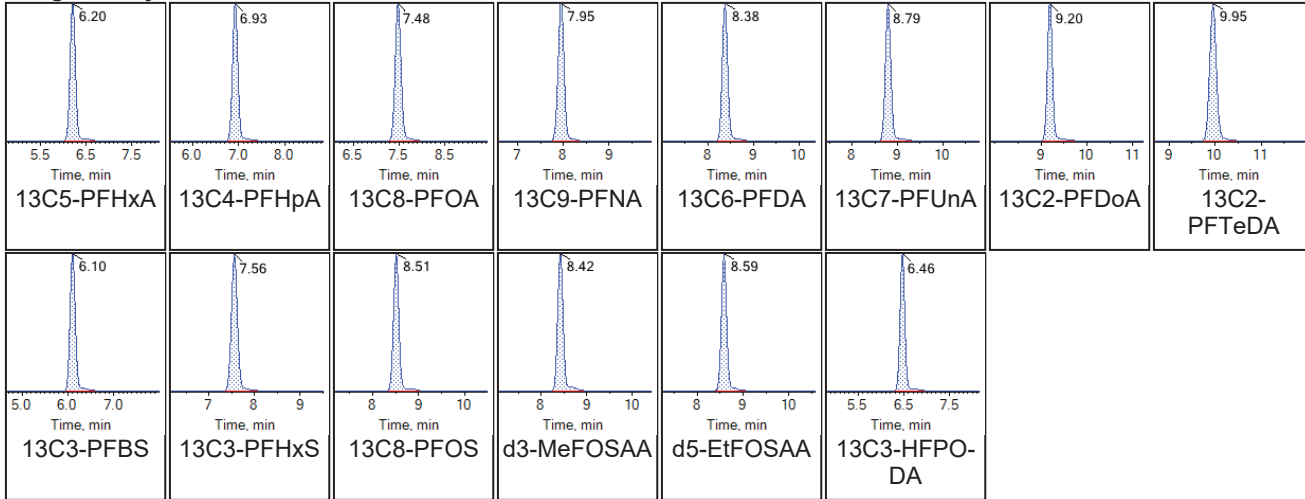 6.20
5.5 6.5 7.5
Time, min
13C5-PFHxA
6.93
6.0 7.0 8.0
Time, min
13C4-PFHpA
7.48
6.5 7.5 8.5
Time, min
13C8-PFOA
7.95
7 8 9
Time, min
13C9-PFNA
8.38
8 9 10
Time, min
13C6-PFDA
8.79
8 9 10
Time, min
13C7-PFUnA
9.20
9 10 11
Time, min
13C2-PFDoA
9.95
9 10 11
Time, min
13C2-
PFTeDA
6.10
5.0 6.0 7.0
Time, min
13C3-PFBS
7.56
7 8 9
Time, min
13C3-PFHxS
8.51
8 9 10
Time, min
13C8-PFOS
8.42
8 9 10
Time, min
d3-MeFOSAA
8.59
8 9 10
Time, min
d5-EtFOSAA
6.46
5.5 6.5 7.5
Time, min
13C3-HFPO-
DA